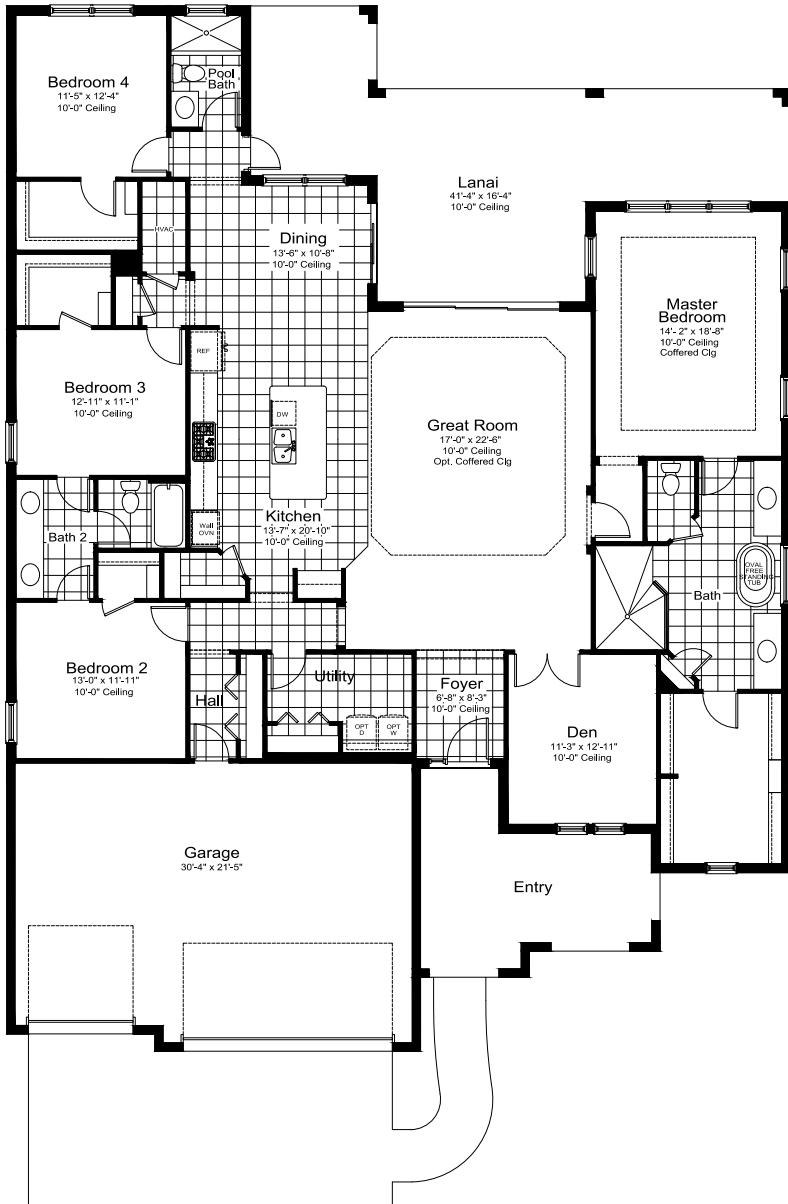 Bedroom 4
11'-5" x 12'-4"
10'-0" Ceiling
Pool
Bath
Lanai
41'-4" x 16'-4"
10'-0" Ceiling
HVAC
Dining
13'-6" x 10'-8"
10'-0" Ceiling
Master
Bedroom
14'- 2" x 18'-8"
10'-0" Ceiling
Coffered Clg
REF
Bedroom 3
12'-11" x 11'-1"
10'-0" Ceiling
DW
Great Room
17'-0" x 22'-6"
10'-0" Ceiling
Opt. Coffered Clg
Kitchen
13'-7" x 20'-10"
10'-0" Ceiling
Wall
OVN
Bath 2
OVAL
FREE
STANDING
TUB
Bath
Bedroom 2
13'-0" x 11'-11"
10'-0" Ceiling
Hall
Utility
OPT
D
OPT
W
Foyer
6'-8" x 8'-3"
10'-0" Ceiling
Den
11'-3" x 12'-11"
10'-0" Ceiling
Garage
30'-4" x 21'-5"
Entry